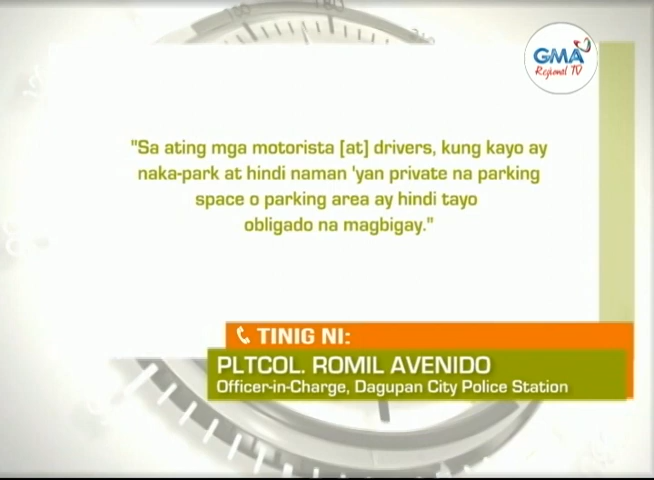 GMA
Regional TV
"Sa ating mga motorista [at] drivers, kung kayo ay
naka-park at hindi naman 'yan private na parking
space o parking area ay hindi tayo
obligado na magbigay."
TINIG NI:
PLTCOL. ROMIL AVENIDO
Officer-in-Charge, Dagupan City Police Station